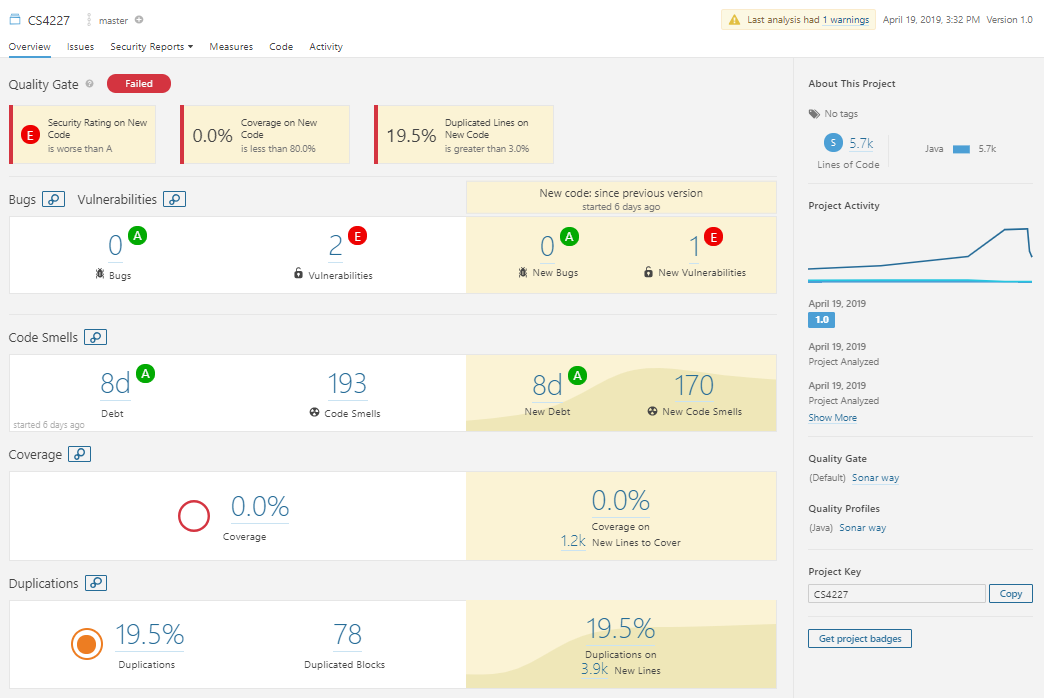 CS4227 master
Last analysis had 1 warnings April 19, 2019, 3:32 PM Version 1.0
Overview Issues Security Reports Measures Code Activity
Quality Gate ? Failed
E
Security Rating on New
Code
is worse than A
0.0%
Coverage on New
Code
is less than 80.0%
19.5%
Duplicated Lines on
New Code
is greater than 3.0%
Bugs Vulnerabilities
New code: since previous version
started 6 days ago
0 A
Bugs
2 E
Vulnerabilities
0 A
New Bugs
1 E
New Vulnerabilities
Code Smells
8d A
Debt
193
Code Smells
started 6 days ago
8d A
New Debt
170
New Code Smells
Coverage
0.0%
Coverage
0.0%
Coverage on
1.2k New Lines to Cover
Duplications
19.5%
Duplications
78
Duplicated Blocks
19.5%
Duplications on
3.9k New Lines
About This Project
No tags
S 5.7k
Lines of Code
Java 5.7k
Project Activity
April 19, 2019
1.0
April 19, 2019
Project Analyzed
April 19, 2019
Project Analyzed
Show More
Quality Gate
(Default) Sonar way
Quality Profiles
(Java) Sonar way
Project Key
CS4227 Copy
Get project badges